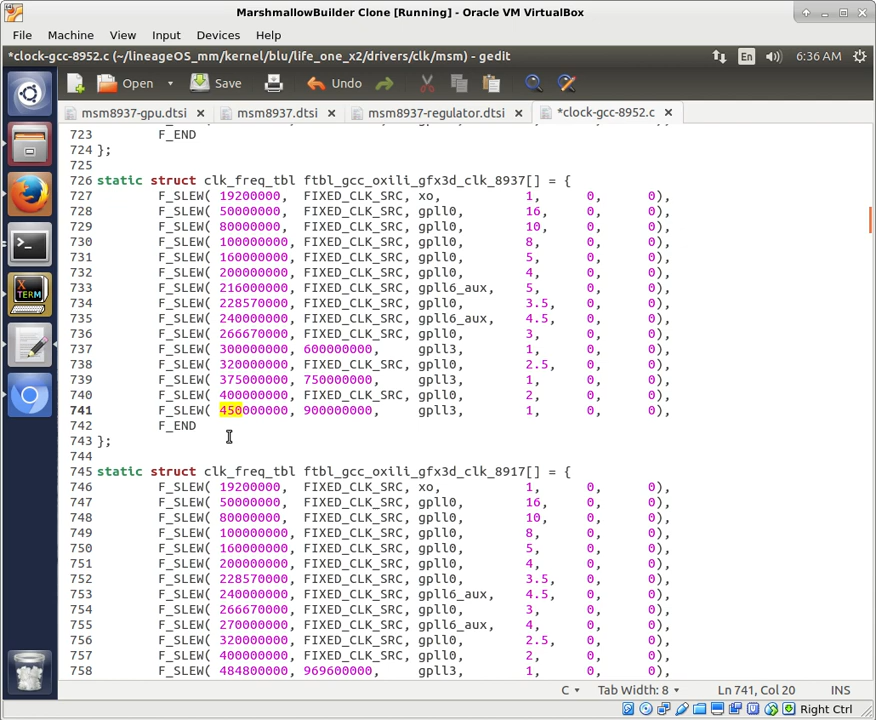 MarshmallowBuilder Clone [Running] - Oracle VM VirtualBox
File Machine View Input Devices Help
*clock-gcc-8952.c (~/lineageOS_mm/kernel/blu/life_one_x2/drivers/clk/msm) - gedit En 6:36 AM
Open Save Undo
msm8937-gpu.dtsi × msm8937.dtsi × msm8937-regulator.dtsi × *clock-gcc-8952.c ×
723 F_END
724 };
725
726 static struct clk_freq_tbl ftbl_gcc_oxili_gfx3d_clk_8937[] = {
727 F_SLEW( 19200000, FIXED_CLK_SRC, xo, 1, 0, 0),
728 F_SLEW( 50000000, FIXED_CLK_SRC, gpll0, 16, 0, 0),
729 F_SLEW( 80000000, FIXED_CLK_SRC, gpll0, 10, 0, 0),
730 F_SLEW( 100000000, FIXED_CLK_SRC, gpll0, 8, 0, 0),
731 F_SLEW( 160000000, FIXED_CLK_SRC, gpll0, 5, 0, 0),
732 F_SLEW( 200000000, FIXED_CLK_SRC, gpll0, 4, 0, 0),
733 F_SLEW( 216000000, FIXED_CLK_SRC, gpll6_aux, 5, 0, 0),
734 F_SLEW( 228570000, FIXED_CLK_SRC, gpll0, 3.5, 0, 0),
735 F_SLEW( 240000000, FIXED_CLK_SRC, gpll6_aux, 4.5, 0, 0),
736 F_SLEW( 266670000, FIXED_CLK_SRC, gpll0, 3, 0, 0),
737 F_SLEW( 300000000, 600000000, gpll3, 1, 0, 0),
738 F_SLEW( 320000000, FIXED_CLK_SRC, gpll0, 2.5, 0, 0),
739 F_SLEW( 375000000, 750000000, gpll3, 1, 0, 0),
740 F_SLEW( 400000000, FIXED_CLK_SRC, gpll0, 2, 0, 0),
741 F_SLEW( 450000000, 900000000, gpll3, 1, 0, 0),
742 F_END
743 };
744
745 static struct clk_freq_tbl ftbl_gcc_oxili_gfx3d_clk_8917[] = {
746 F_SLEW( 19200000, FIXED_CLK_SRC, xo, 1, 0, 0),
747 F_SLEW( 50000000, FIXED_CLK_SRC, gpll0, 16, 0, 0),
748 F_SLEW( 80000000, FIXED_CLK_SRC, gpll0, 10, 0, 0),
749 F_SLEW( 100000000, FIXED_CLK_SRC, gpll0, 8, 0, 0),
750 F_SLEW( 160000000, FIXED_CLK_SRC, gpll0, 5, 0, 0),
751 F_SLEW( 200000000, FIXED_CLK_SRC, gpll0, 4, 0, 0),
752 F_SLEW( 228570000, FIXED_CLK_SRC, gpll0, 3.5, 0, 0),
753 F_SLEW( 240000000, FIXED_CLK_SRC, gpll6_aux, 4.5, 0, 0),
754 F_SLEW( 266670000, FIXED_CLK_SRC, gpll0, 3, 0, 0),
755 F_SLEW( 270000000, FIXED_CLK_SRC, gpll6_aux, 4, 0, 0),
756 F_SLEW( 320000000, FIXED_CLK_SRC, gpll0, 2.5, 0, 0),
757 F_SLEW( 400000000, FIXED_CLK_SRC, gpll0, 2, 0, 0),
758 F_SLEW( 484800000, 969600000, gpll3, 1, 0, 0),
X TERM
C Tab Width: 8 Ln 741, Col 20 INS
Right Ctrl